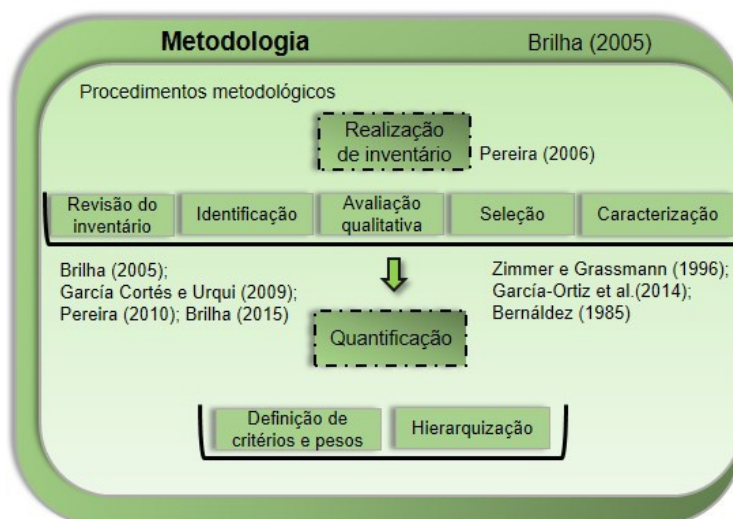 Metodologia
Brilha (2005)
Procedimentos metodológicos
Realização
de inventário
Pereira (2006)
Revisão do
inventário
Identificação
Avaliação
qualitativa
Seleção
Caracterização
Brilha (2005);
García Cortés e Urqui (2009);
Pereira (2010); Brilha (2015)
Zimmer e Grassmann (1996);
García-Ortiz et al.(2014);
Bernáldez (1985)
Quantificação
Definição de
critérios e pesos
Hierarquização